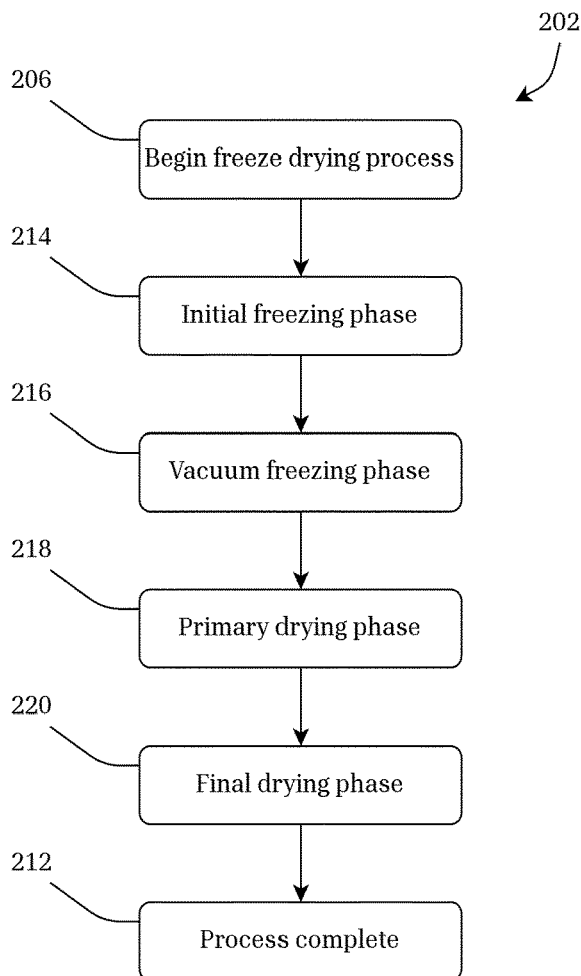 202
206
Begin freeze drying process
214
Initial freezing phase
216
Vacuum freezing phase
218
Primary drying phase
220
Final drying phase
212
Process complete